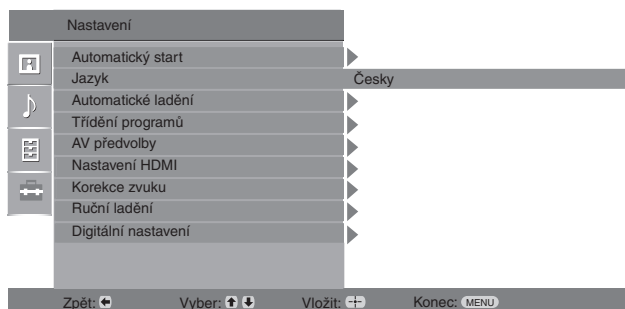 Nastavení
Automatický start
Jazyk Česky
Automatické ladění
Třídění programů
AV předvolby
Nastavení HDMI
Korekce zvuku
Ruční ladění
Digitální nastavení
Zpět: Vyber: Vložit: Konec: MENU